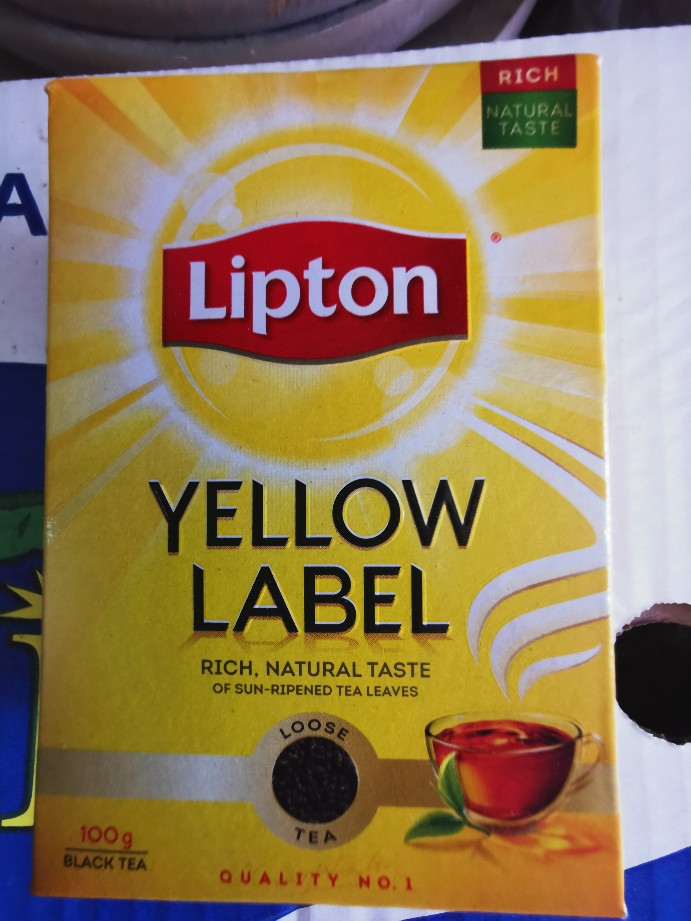 RICH
NATURAL
TASTE
A
Lipton
®
YELLOW
LABEL
RICH, NATURAL TASTE
OF SUN-RIPENED TEA LEAVES
LOOSE
TEA
100g
BLACK TEA
QUALITY NO.1